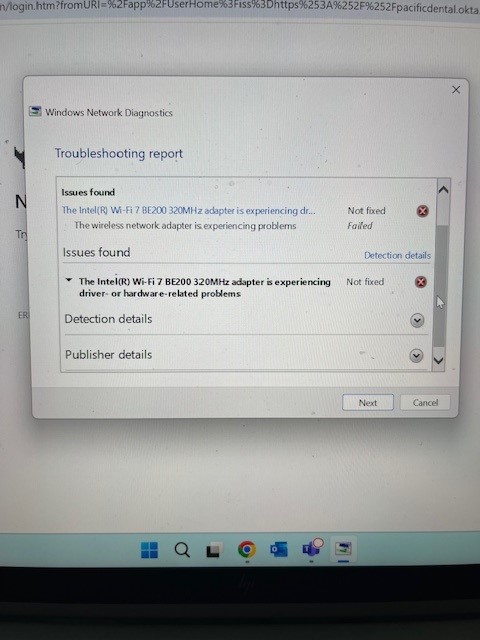 n/login.htm?fromURI=%2Fapp%2FUserHome%3Fiss%3Dhttps%253A%252F%252Fpacificdental.okta
Windows Network Diagnostics
Troubleshooting report
Issues found
The Intel(R) Wi-Fi 7 BE200 320MHz adapter is experiencing dr... Not fixed
The wireless network adapter is experiencing problems Failed
Issues found Detection details
The Intel(R) Wi-Fi 7 BE200 320MHz adapter is experiencing Not fixed
driver- or hardware-related problems
N
Detection details
ER
Publisher details
Next Cancel